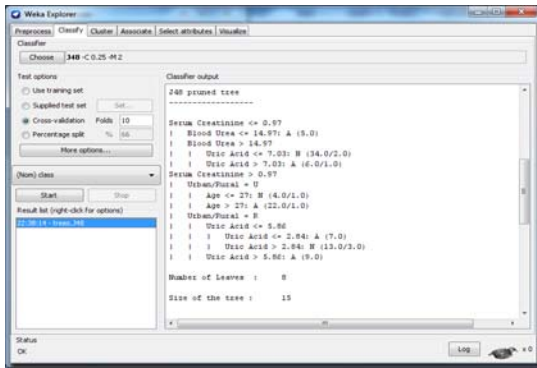 Weka Explorer
Preprocess Classify Cluster Associate Select attributes Visualize
Classifier
Choose J48 -C 0.25 -M 2
Test options
Use training set
Supplied test set Set...
Cross-validation Folds 10
Percentage split % 66
More options...
(Nom) class
Start Stop
Result list (right-click for options)
22:38:14 - trees.J48
Classifier output
J48 pruned tree
------------------
Serum Creatinine <= 0.97
| Blood Urea <= 14.97: A (5.0)
| Blood Urea > 14.97
| | Uric Acid <= 7.03: N (34.0/2.0)
| | Uric Acid > 7.03: A (6.0/1.0)
Serum Creatinine > 0.97
| Urban/Rural = U
| | Age <= 27: N (4.0/1.0)
| | Age > 27: A (22.0/1.0)
| Urban/Rural = R
| | Uric Acid <= 5.86
| | | Uric Acid <= 2.84: A (7.0)
| | | Uric Acid > 2.84: N (13.0/3.0)
| | Uric Acid > 5.86: A (9.0)
Number of Leaves : 8
Size of the tree : 15
Status
OK
Log x 0